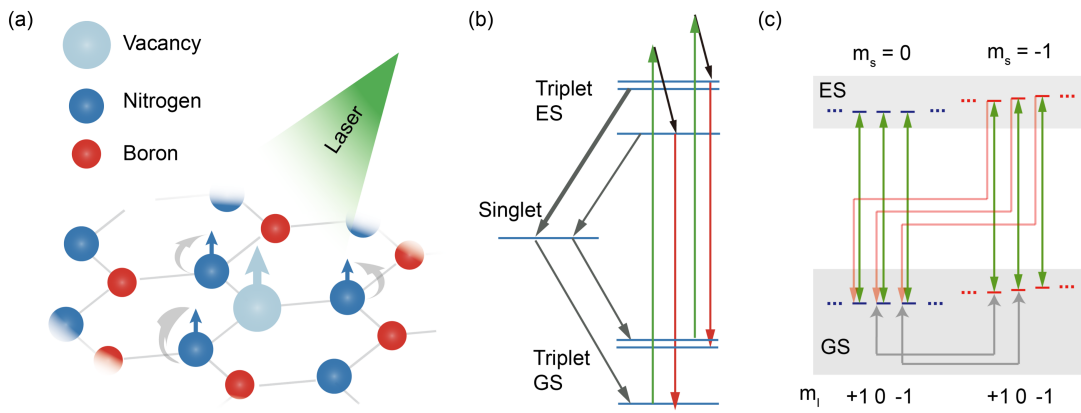 (a)
Vacancy
Nitrogen
Boron
Laser
(b)
Triplet
ES
Singlet
Triplet
GS
(c)
m_s = 0 m_s = -1
ES
... ... ... ...
... ... ... ...
GS
m_I +1 0 -1 +1 0 -1